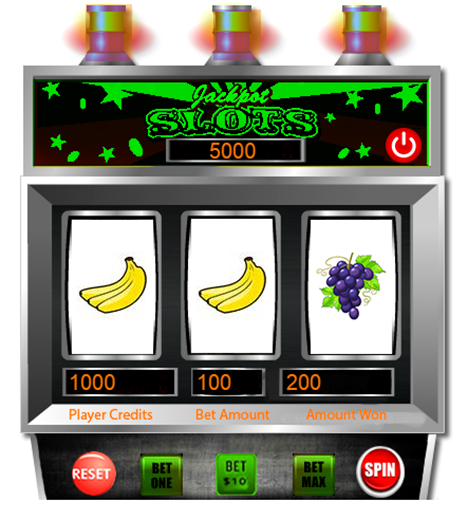 Jackpot
SLOTS
5000
1000
100
200
Player Credits
Bet Amount
Amount Won
RESET
BET
ONE
BET
$10
BET
MAX
SPIN